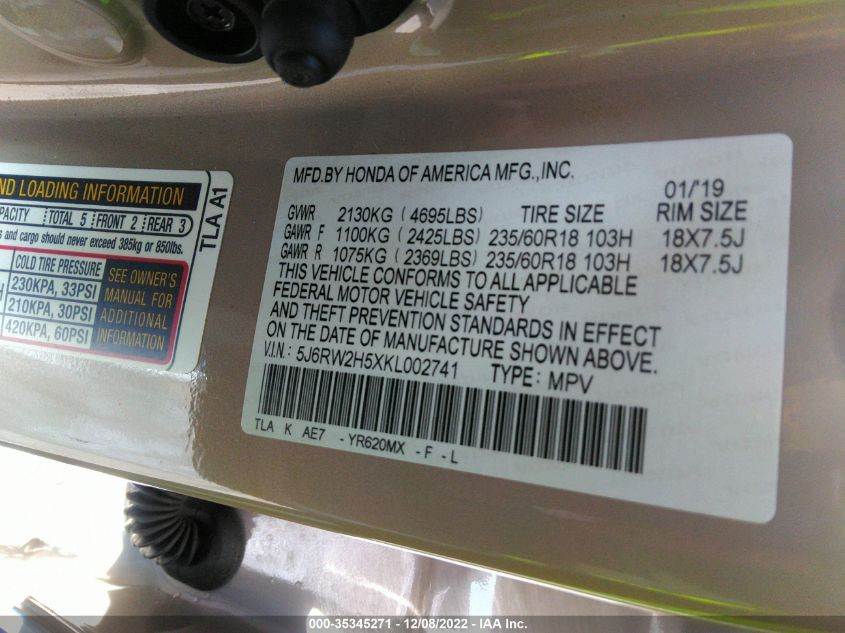 ND LOADING INFORMATION
PACITY TOTAL 5 FRONT 2 REAR 3
s and cargo should never exceed 385kg or 850lbs.
COLD TIRE PRESSURE
230KPA, 33PSI
210KPA, 30PSI
420KPA, 60PSI
SEE OWNER'S
MANUAL FOR
ADDITIONAL
INFORMATION
TLA A1
MFD.BY HONDA OF AMERICA MFG.,INC.
01/'19
GVWR 2130KG (4695LBS) TIRE SIZE RIM SIZE
GAWR F 1100KG (2425LBS) 235/60R18 103H 18X7.5J
GAWR R 1075KG (2369LBS) 235/60R18 103H 18X7.5J
THIS VEHICLE CONFORMS TO ALL APPLICABLE
FEDERAL MOTOR VEHICLE SAFETY
AND THEFT PREVENTION STANDARDS IN EFFECT
ON THE DATE OF MANUFACTURE SHOWN ABOVE.
V.I.N.: 5J6RW2H5XKL002741 TYPE: MPV
TLA K AE7 -YR620MX -F-L
000-35345271 - 12/08/2022 - IAA Inc.